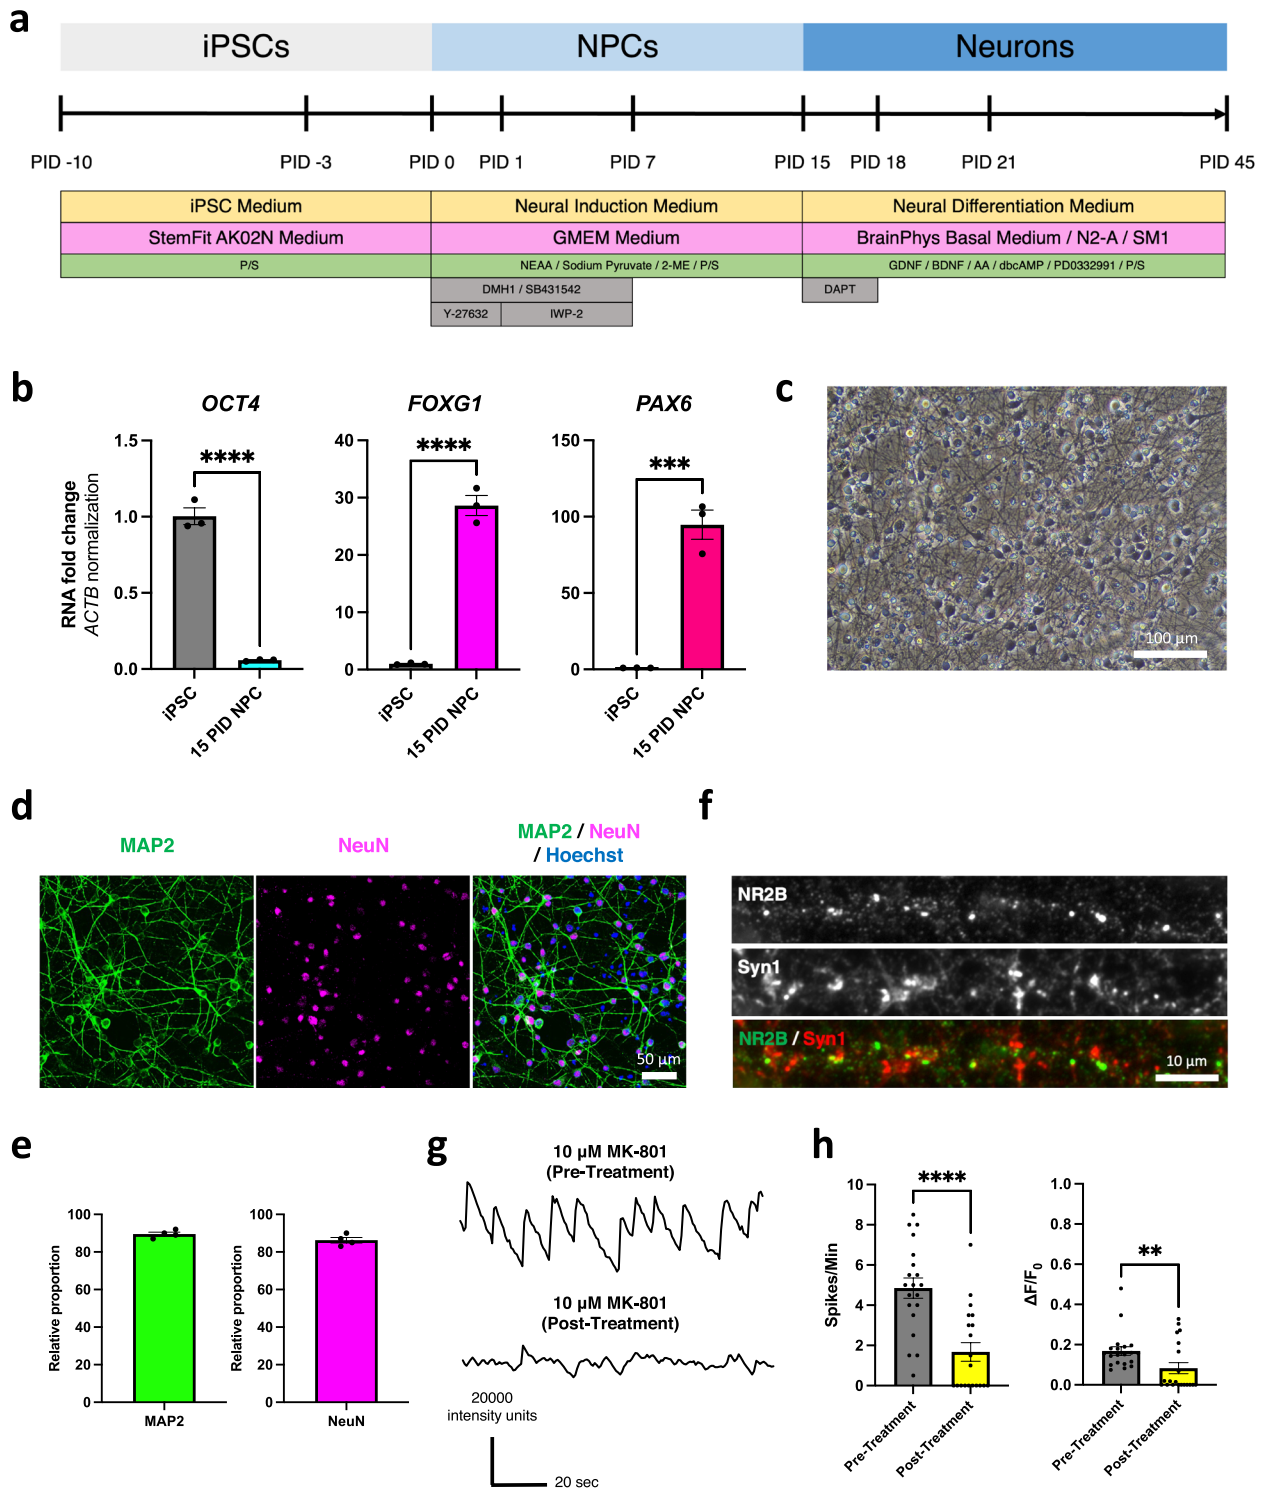 a
iPSCs NPCs Neurons
PID -10 PID -3 PID 0 PID 1 PID 7 PID 15 PID 18 PID 21 PID 45
iPSC Medium Neural Induction Medium Neural Differentiation Medium
StemFit AK02N Medium GMEM Medium BrainPhys Basal Medium / N2-A / SM1
P/S NEAA / Sodium Pyruvate / 2-ME / P/S GDNF / BDNF / AA / dbcAMP / PD0332991 / P/S
DMH1 / SB431542 DAPT
Y-27632 IWP-2
b
RNA fold change
ACTB normalization
OCT4
1.5
1.0
0.5
0.0
****
iPSC
15 PID NPC
FOXG1
40
30
20
10
0
****
iPSC
15 PID NPC
PAX6
150
100
50
0
***
iPSC
15 PID NPC
c
100 µm
d
MAP2 NeuN MAP2 / NeuN
/ Hoechst
50 µm
f
NR2B
Syn1
NR2B / Syn1
10 µm
e
Relative proportion
100
80
60
40
20
0
MAP2
Relative proportion
100
80
60
40
20
0
NeuN
g
10 µM MK-801
(Pre-Treatment)
10 µM MK-801
(Post-Treatment)
20000
intensity units
20 sec
h
Spikes/Min
10
8
6
4
2
0
****
Pre-Treatment
Post-Treatment
ΔF/F0
1.0
0.8
0.6
0.4
0.2
0.0
**
Pre-Treatment
Post-Treatment